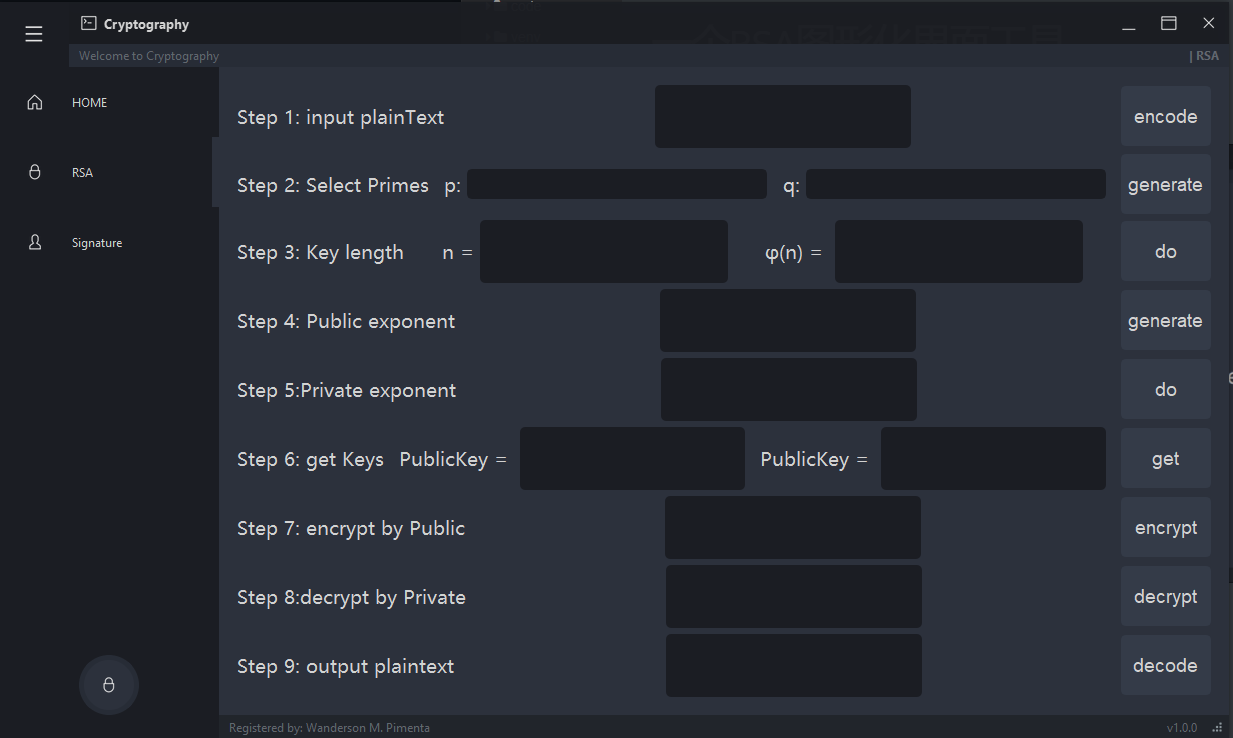 Cryptography
Welcome to Cryptography | RSA
HOME
RSA
Signature
Step 1: input plainText encode
Step 2: Select Primes p: q: generate
Step 3: Key length n = φ(n) = do
Step 4: Public exponent generate
Step 5:Private exponent do
Step 6: get Keys PublicKey = PublicKey = get
Step 7: encrypt by Public encrypt
Step 8:decrypt by Private decrypt
Step 9: output plaintext decode
Registered by: Wanderson M. Pimenta v1.0.0